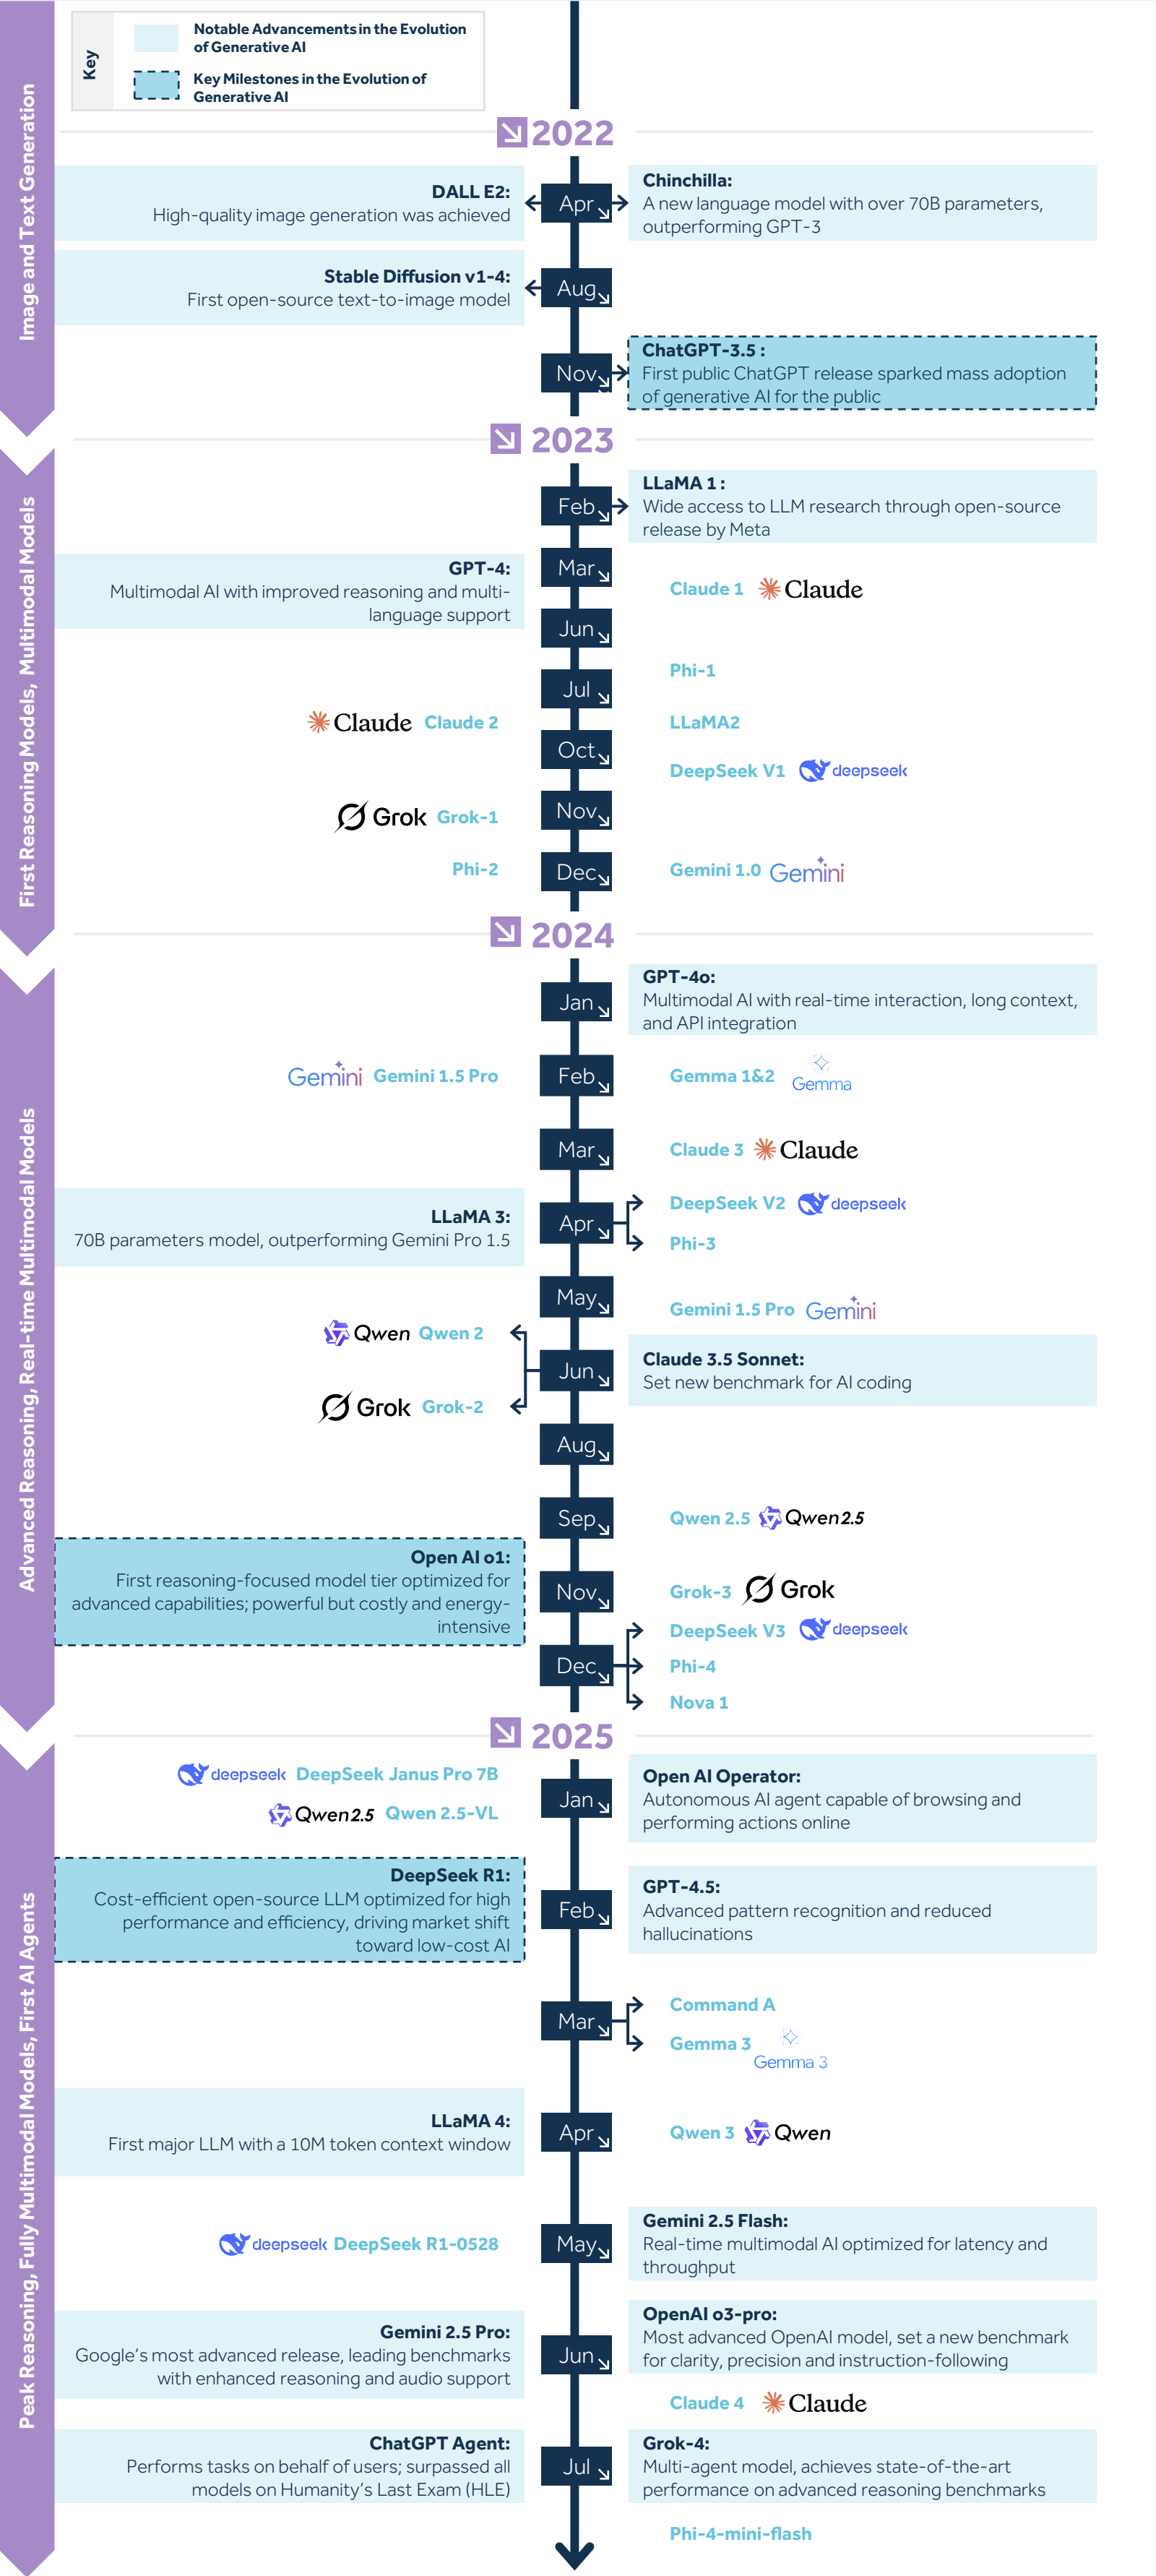 Key
Notable Advancements in the Evolution
of Generative AI
Key Milestones in the Evolution of
Generative AI
Image and Text Generation
2022
DALL E2:
High-quality image generation was achieved
Apr
Chinchilla:
A new language model with over 70B parameters,
outperforming GPT-3
Stable Diffusion v1-4:
First open-source text-to-image model
Aug
Nov
ChatGPT-3.5 :
First public ChatGPT release sparked mass adoption
of generative AI for the public
First Reasoning Models, Multimodal Models
2023
Feb
LLaMA 1 :
Wide access to LLM research through open-source
release by Meta
GPT-4:
Multimodal AI with improved reasoning and multi-
language support
Mar
Claude 1 Claude
Jun
Phi-1
Jul
Claude Claude 2
LLaMA2
Oct
DeepSeek V1 deepseek
Grok Grok-1
Nov
Phi-2
Dec
Gemini 1.0 Gemini
Advanced Reasoning, Real-time Multimodal Models
2024
Jan
GPT-4o:
Multimodal AI with real-time interaction, long context,
and API integration
Gemini Gemini 1.5 Pro
Feb
Gemma 1&2 Gemma
Mar
Claude 3 Claude
LLaMA 3:
70B parameters model, outperforming Gemini Pro 1.5
Apr
DeepSeek V2 deepseek
Phi-3
May
Gemini 1.5 Pro Gemini
Qwen Qwen 2
Grok Grok-2
Jun
Claude 3.5 Sonnet:
Set new benchmark for AI coding
Aug
Sep
Qwen 2.5 Qwen2.5
Open AI o1:
First reasoning-focused model tier optimized for
advanced capabilities; powerful but costly and energy-
intensive
Nov
Grok-3 Grok
Dec
DeepSeek V3 deepseek
Phi-4
Nova 1
Peak Reasoning, Fully Multimodal Models, First AI Agents
2025
deepseek DeepSeek Janus Pro 7B
Qwen2.5 Qwen 2.5-VL
Jan
Open AI Operator:
Autonomous AI agent capable of browsing and
performing actions online
DeepSeek R1:
Cost-efficient open-source LLM optimized for high
performance and efficiency, driving market shift
toward low-cost AI
Feb
GPT-4.5:
Advanced pattern recognition and reduced
hallucinations
Mar
Command A
Gemma 3 Gemma 3
LLaMA 4:
First major LLM with a 10M token context window
Apr
Qwen 3 Qwen
deepseek DeepSeek R1-0528
May
Gemini 2.5 Flash:
Real-time multimodal AI optimized for latency and
throughput
Gemini 2.5 Pro:
Google's most advanced release, leading benchmarks
with enhanced reasoning and audio support
Jun
OpenAI o3-pro:
Most advanced OpenAI model, set a new benchmark
for clarity, precision and instruction-following
Claude 4 Claude
ChatGPT Agent:
Performs tasks on behalf of users; surpassed all
models on Humanity's Last Exam (HLE)
Jul
Grok-4:
Multi-agent model, achieves state-of-the-art
performance on advanced reasoning benchmarks
Phi-4-mini-flash